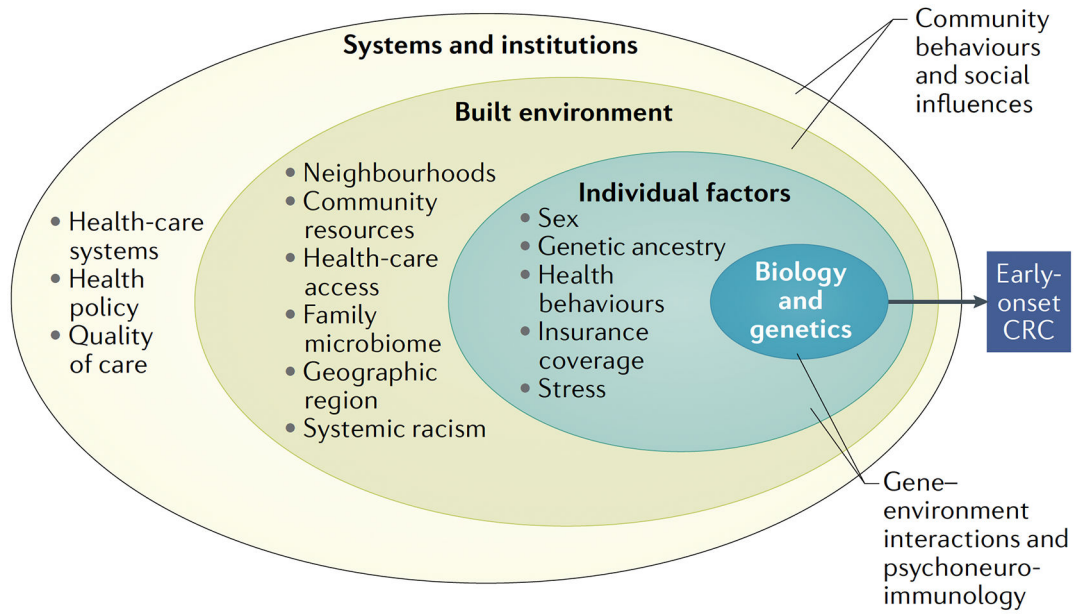 Systems and institutions
Community
behaviours
and social
influences
Built environment
• Neighbourhoods
• Community
resources
• Health-care
access
• Family
microbiome
• Geographic
region
• Systemic racism
Individual factors
• Sex
• Genetic ancestry
• Health
behaviours
• Insurance
coverage
• Stress
• Health-care
systems
• Health
policy
• Quality
of care
Biology
and
genetics
Early-
onset
CRC
Gene–
environment
interactions and
psychoneuro-
immunology